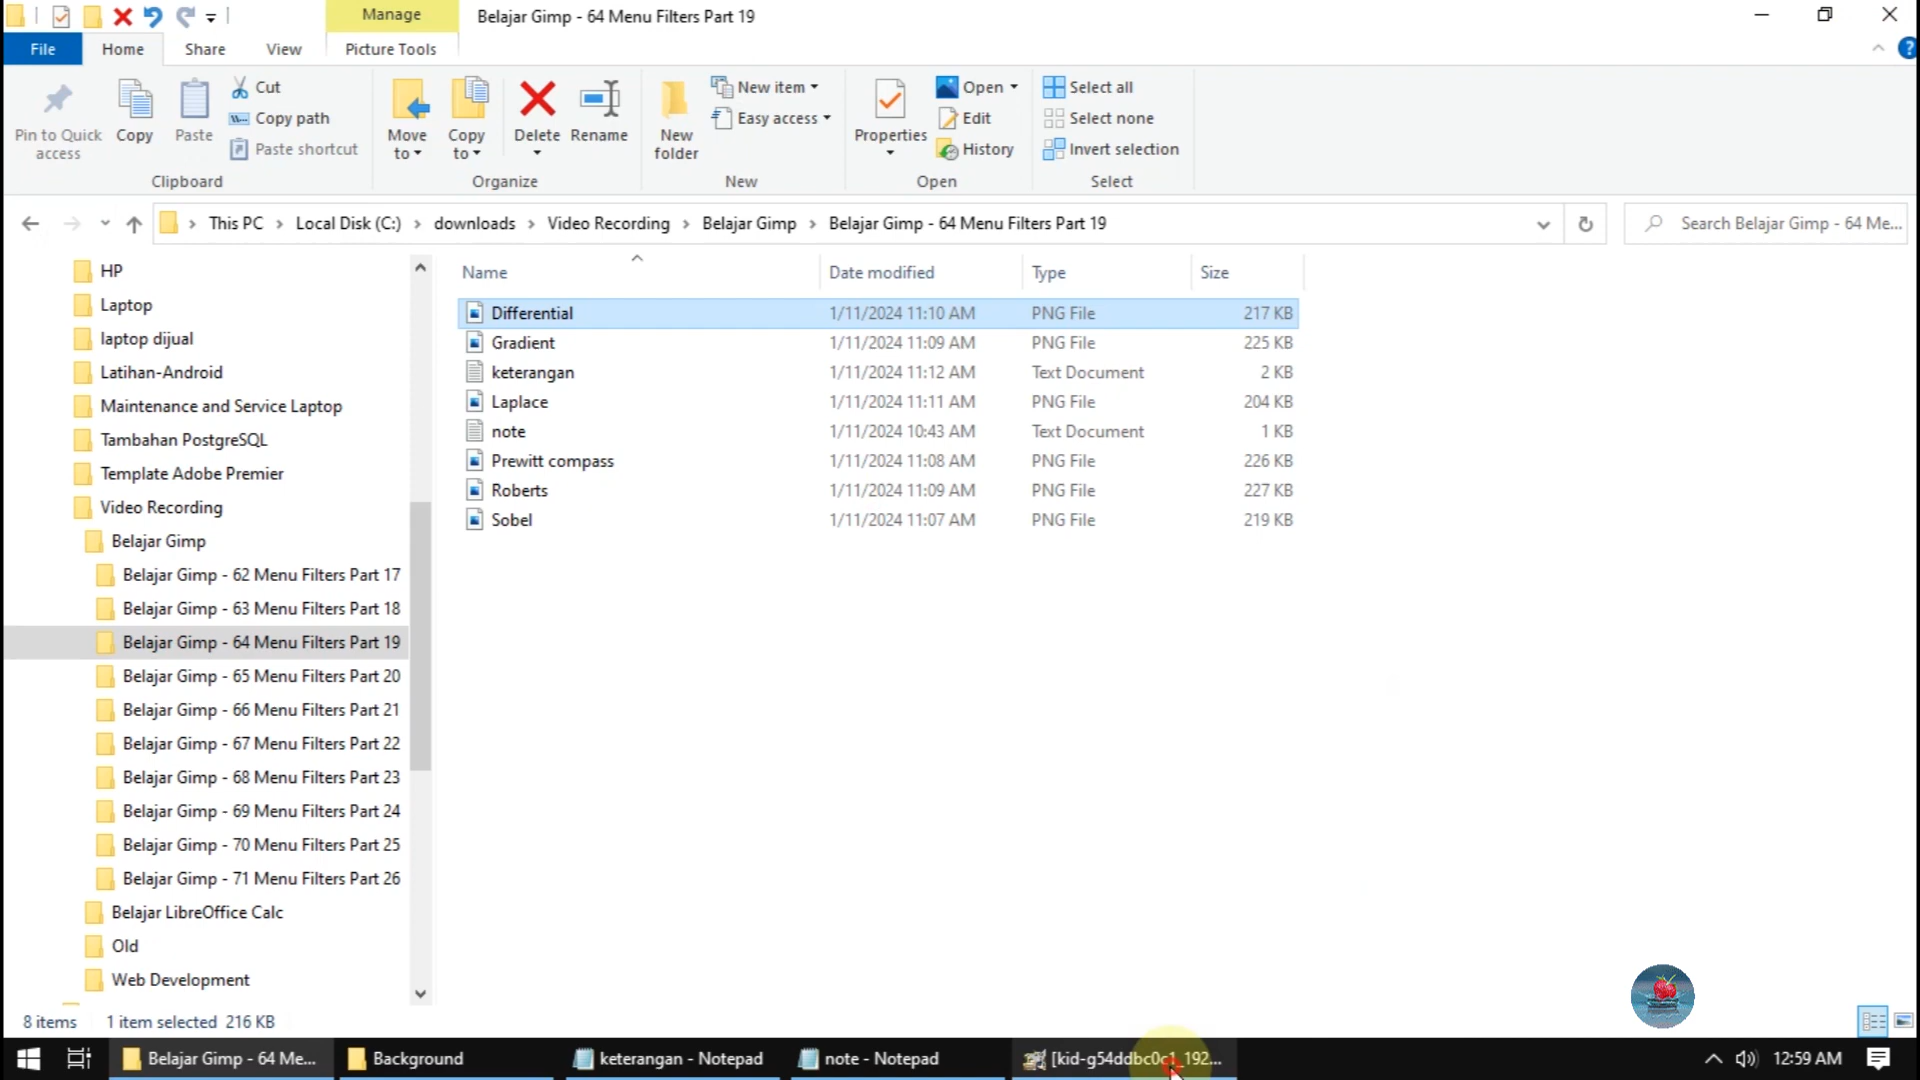 Manage
Belajar Gimp - 64 Menu Filters Part 19
File
Home
Share
View
Picture Tools
Pin to Quick access
Copy
Paste
Cut
Copy path
Paste shortcut
Clipboard
Move to
Copy to
Delete
Rename
Organize
New folder
New item
Easy access
New
Properties
Open
Edit
History
Open
Select all
Select none
Invert selection
Select
This PC > Local Disk (C:) > downloads > Video Recording > Belajar Gimp > Belajar Gimp - 64 Menu Filters Part 19
Search Belajar Gimp - 64 Me...
HP
Laptop
laptop dijual
Latihan-Android
Maintenance and Service Laptop
Tambahan PostgreSQL
Template Adobe Premier
Video Recording
Belajar Gimp
Belajar Gimp - 62 Menu Filters Part 17
Belajar Gimp - 63 Menu Filters Part 18
Belajar Gimp - 64 Menu Filters Part 19
Belajar Gimp - 65 Menu Filters Part 20
Belajar Gimp - 66 Menu Filters Part 21
Belajar Gimp - 67 Menu Filters Part 22
Belajar Gimp - 68 Menu Filters Part 23
Belajar Gimp - 69 Menu Filters Part 24
Belajar Gimp - 70 Menu Filters Part 25
Belajar Gimp - 71 Menu Filters Part 26
Belajar LibreOffice Calc
Old
Web Development
Name Date modified Type Size
Differential 1/11/2024 11:10 AM PNG File 217 KB
Gradient 1/11/2024 11:09 AM PNG File 225 KB
keterangan 1/11/2024 11:12 AM Text Document 2 KB
Laplace 1/11/2024 11:11 AM PNG File 204 KB
note 1/11/2024 10:43 AM Text Document 1 KB
Prewitt compass 1/11/2024 11:08 AM PNG File 226 KB
Roberts 1/11/2024 11:09 AM PNG File 227 KB
Sobel 1/11/2024 11:07 AM PNG File 219 KB
8 items 1 item selected 216 KB
Belajar Gimp - 64 Me...
Background
keterangan - Notepad
note - Notepad
[kid-g54ddbc0c1_192...
12:59 AM